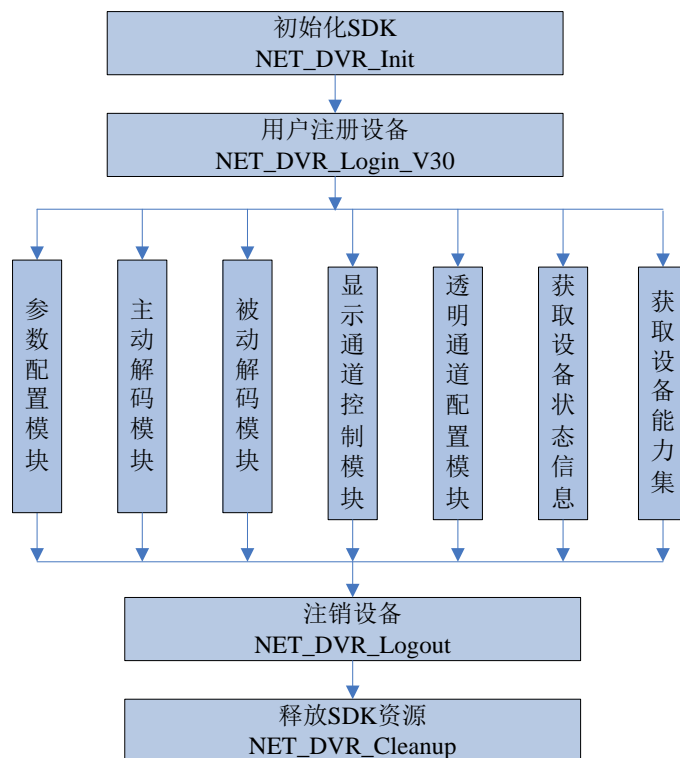 初始化SDK
NET_DVR_Init
用户注册设备
NET_DVR_Login_V30
参数配置模块
主动解码模块
被动解码模块
显示通道控制模块
透明通道配置模块
获取设备状态信息
获取设备能力集
注销设备
NET_DVR_Logout
释放SDK资源
NET_DVR_Cleanup